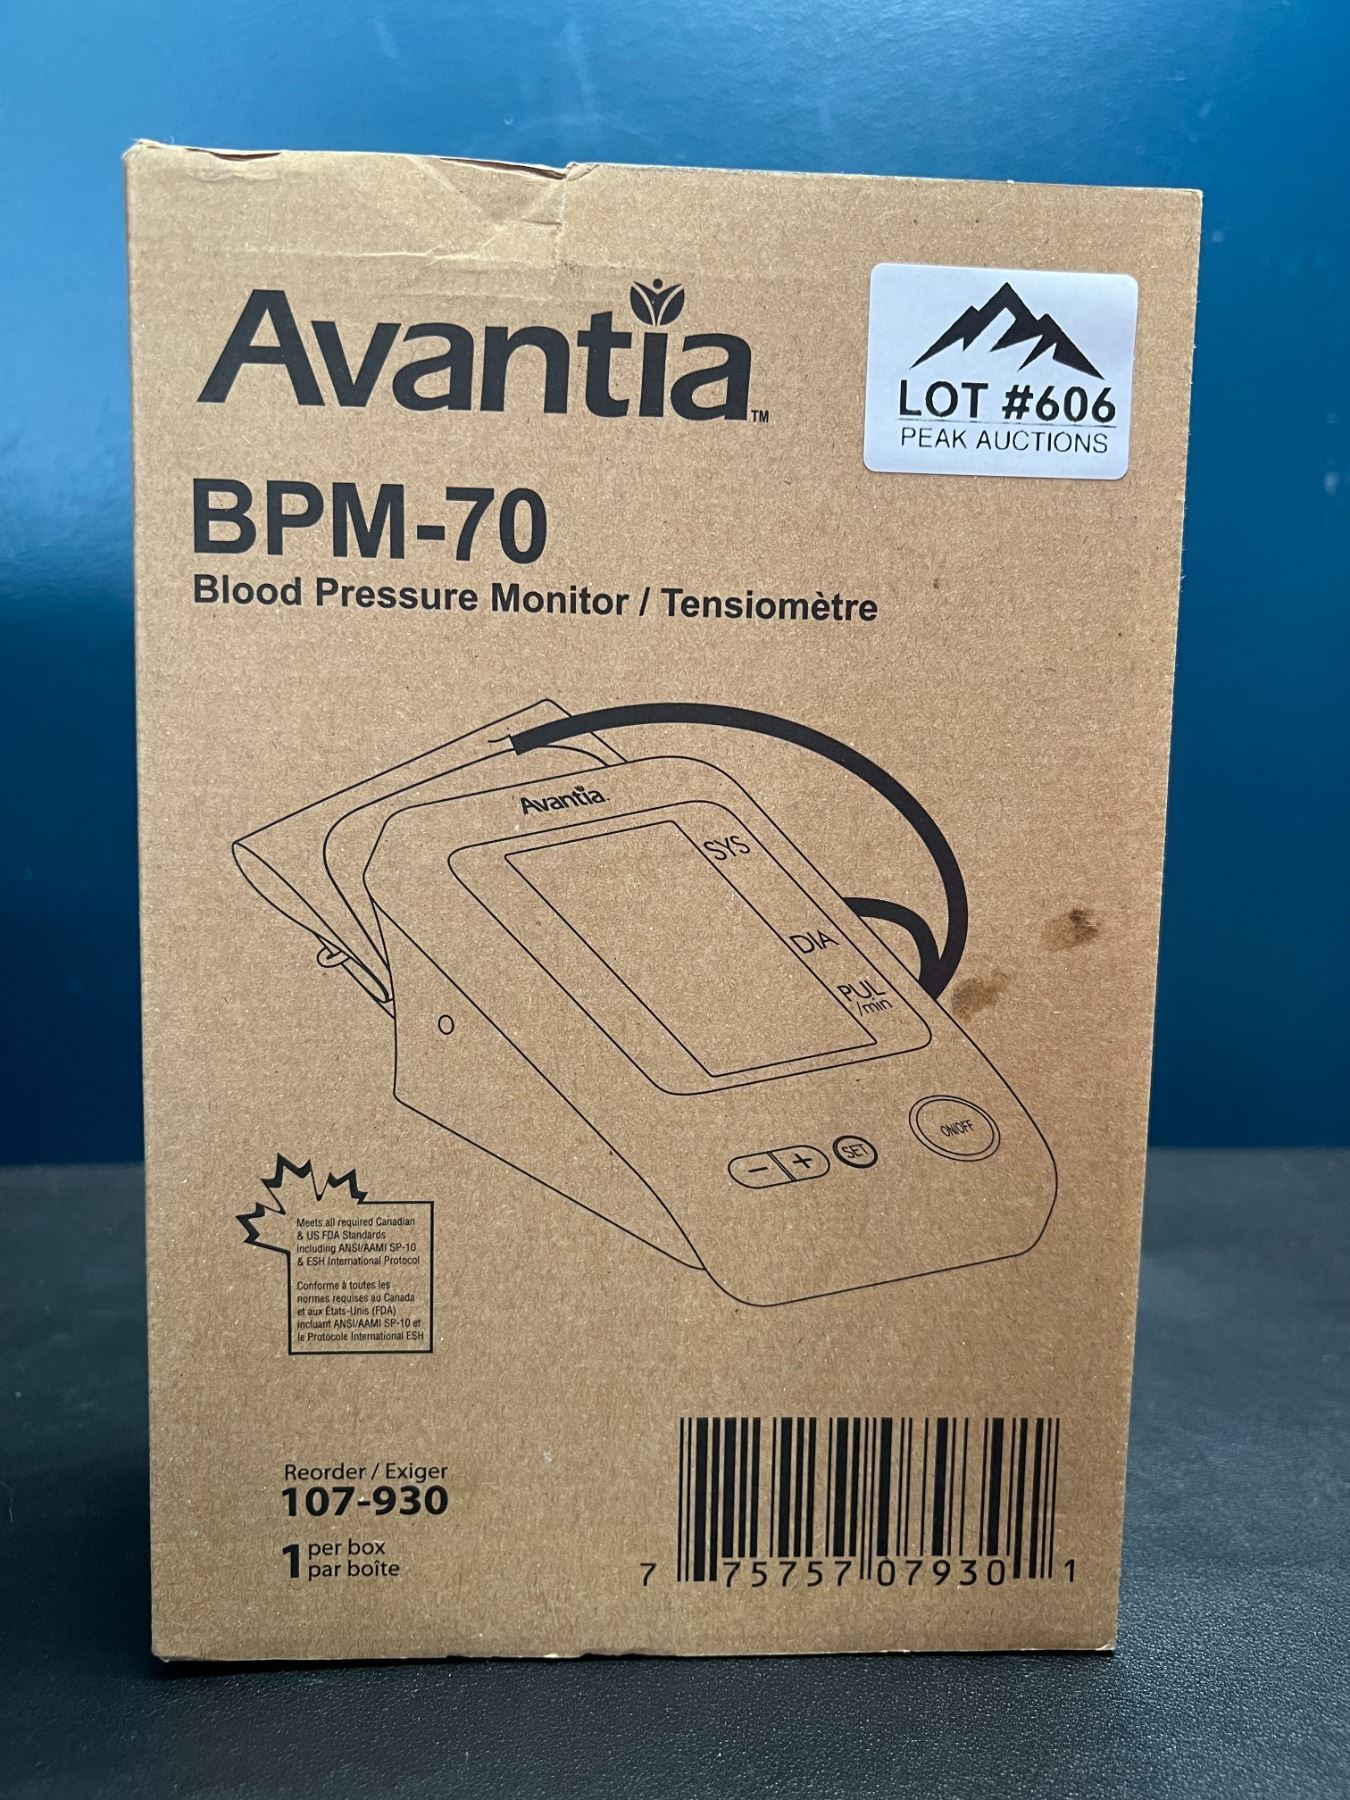 Avantia™
LOT #606
PEAK AUCTIONS
BPM-70
Blood Pressure Monitor / Tensiomètre
Avantia
SYS
DIA
PUL
/min
ON/OFF
− +
SET
Meets all required Canadian
& US FDA Standards
including ANSI/AAMI SP-10
& ESH International Protocol
Conforme à toutes les
normes requises au Canada
et aux États-Unis (FDA)
incluant ANSI/AAMI SP-10 et
le Protocole International ESH
Reorder / Exiger
107-930
1 per box
par boîte
7 75757 07930 1